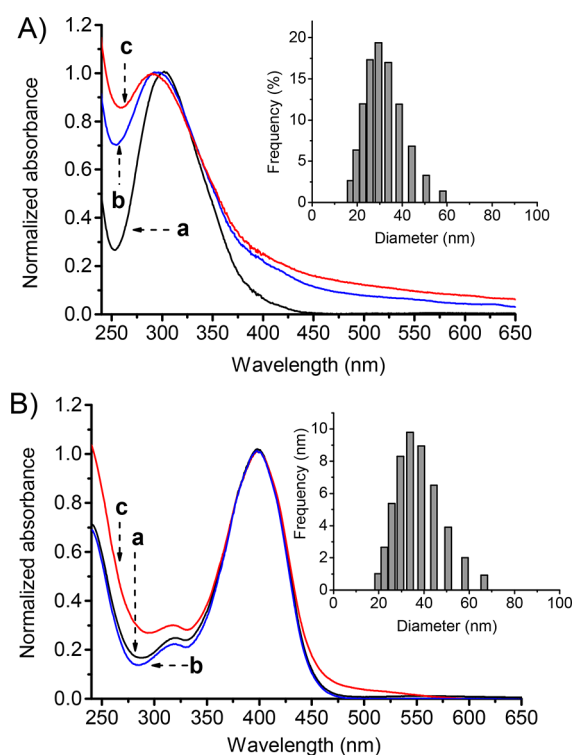 A)
Normalized absorbance
1.2
1.0
0.8
0.6
0.4
0.2
0.0
c
b
a
250 300 350 400 450 500 550 600 650
Wavelength (nm)
Frequency (%)
20
15
10
5
0
0 20 40 60 80 100
Diameter (nm)
B)
Normalized absorbance
1.2
1.0
0.8
0.6
0.4
0.2
0.0
c
a
b
250 300 350 400 450 500 550 600 650
Wavelength (nm)
Frequency (nm)
10
8
6
4
2
0
0 20 40 60 80 100
Diameter (nm)